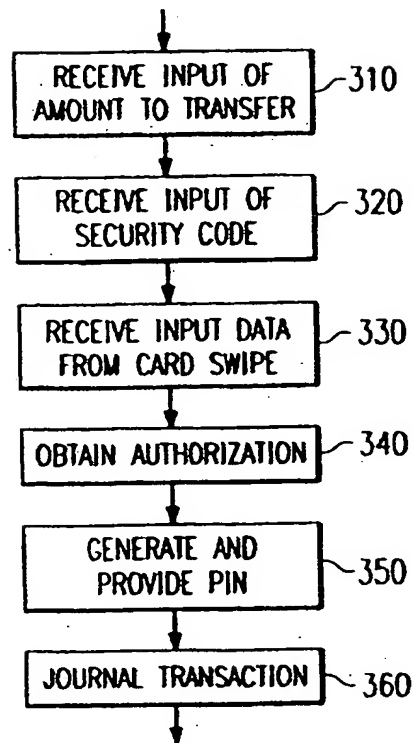 RECEIVE INPUT OF
AMOUNT TO TRANSFER
310
RECEIVE INPUT OF
SECURITY CODE
320
RECEIVE INPUT DATA
FROM CARD SWIPE
330
OBTAIN AUTHORIZATION
340
GENERATE AND
PROVIDE PIN
350
JOURNAL TRANSACTION
360